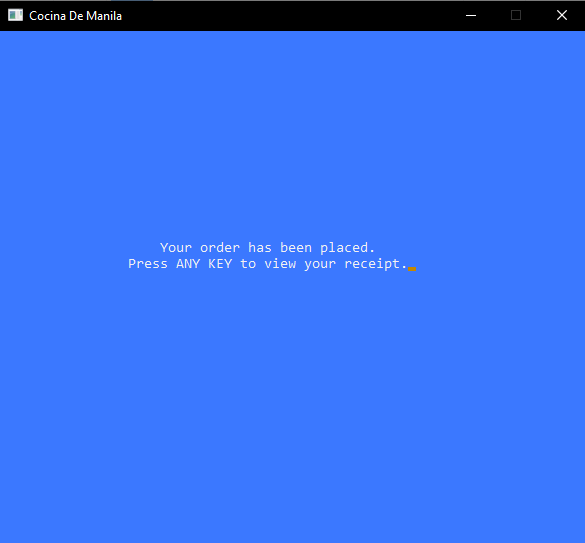 Cocina De Manila
Your order has been placed.
Press ANY KEY to view your receipt.